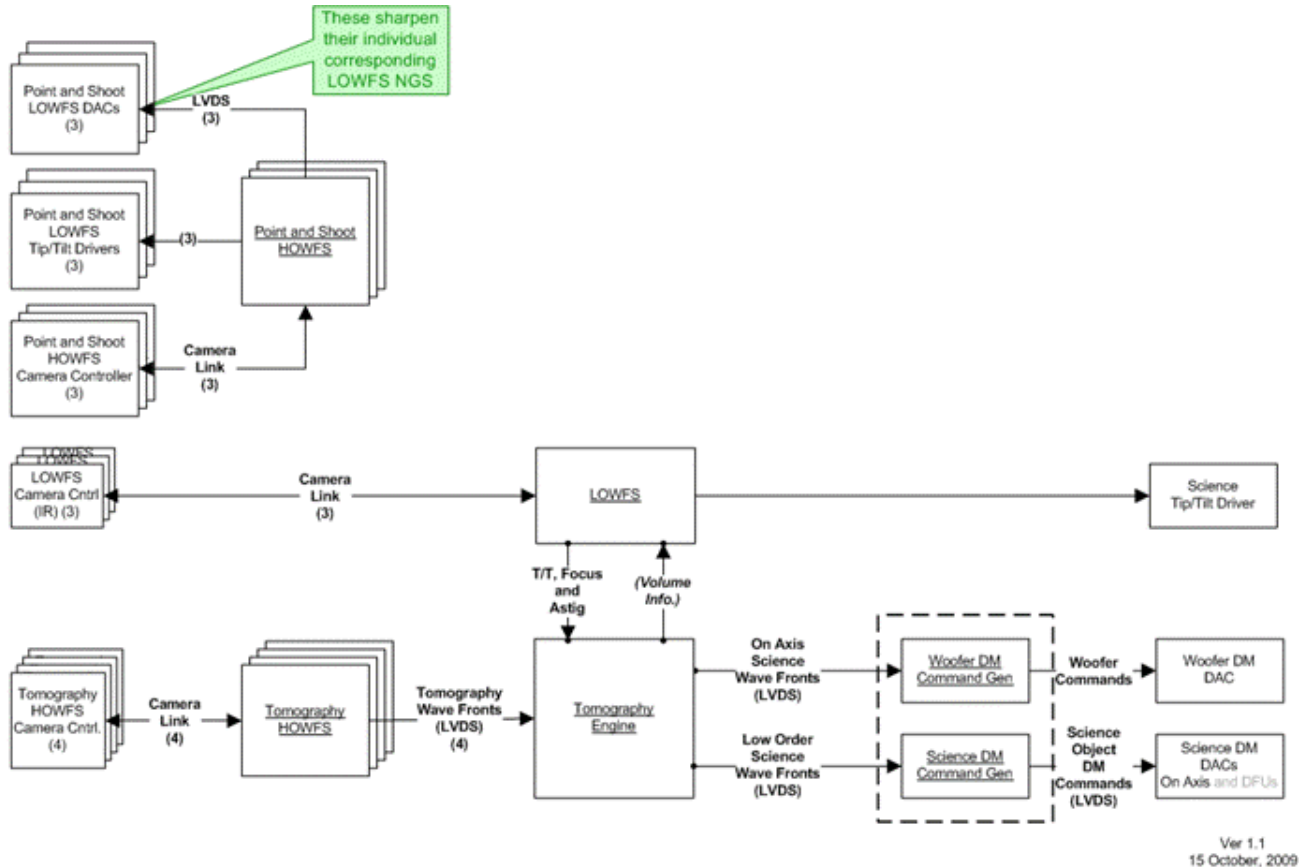 These sharpen
their individual
corresponding
LOWFS NGS
Point and Shoot
LOWFS DACs
(3)
LVDS
(3)
Point and Shoot
LOWFS
Tip/Tilt Drivers
(3)
(3)
Point and Shoot
HOWFS
Point and Shoot
HOWFS
Camera Controller
(3)
Camera
Link
(3)
LOWFS
LOWFS
LOWFS
Camera Cntrl
(IR) (3)
Camera
Link
(3)
LOWFS
Science
Tip/Tilt Driver
T/T, Focus
and
Astig
(Volume
Info.)
Tomography
HOWFS
Camera Cntrl.
(4)
Camera
Link
(4)
Tomography
HOWFS
Tomography
Wave Fronts
(LVDS)
(4)
Tomography
Engine
On Axis
Science
Wave Fronts
(LVDS)
Woofer DM
Command Gen
Woofer
Commands
Woofer DM
DAC
Low Order
Science
Wave Fronts
(LVDS)
Science DM
Command Gen
Science
Object
DM
Commands
(LVDS)
Science DM
DACs
On Axis and DFUs
Ver 1.1
15 October, 2009